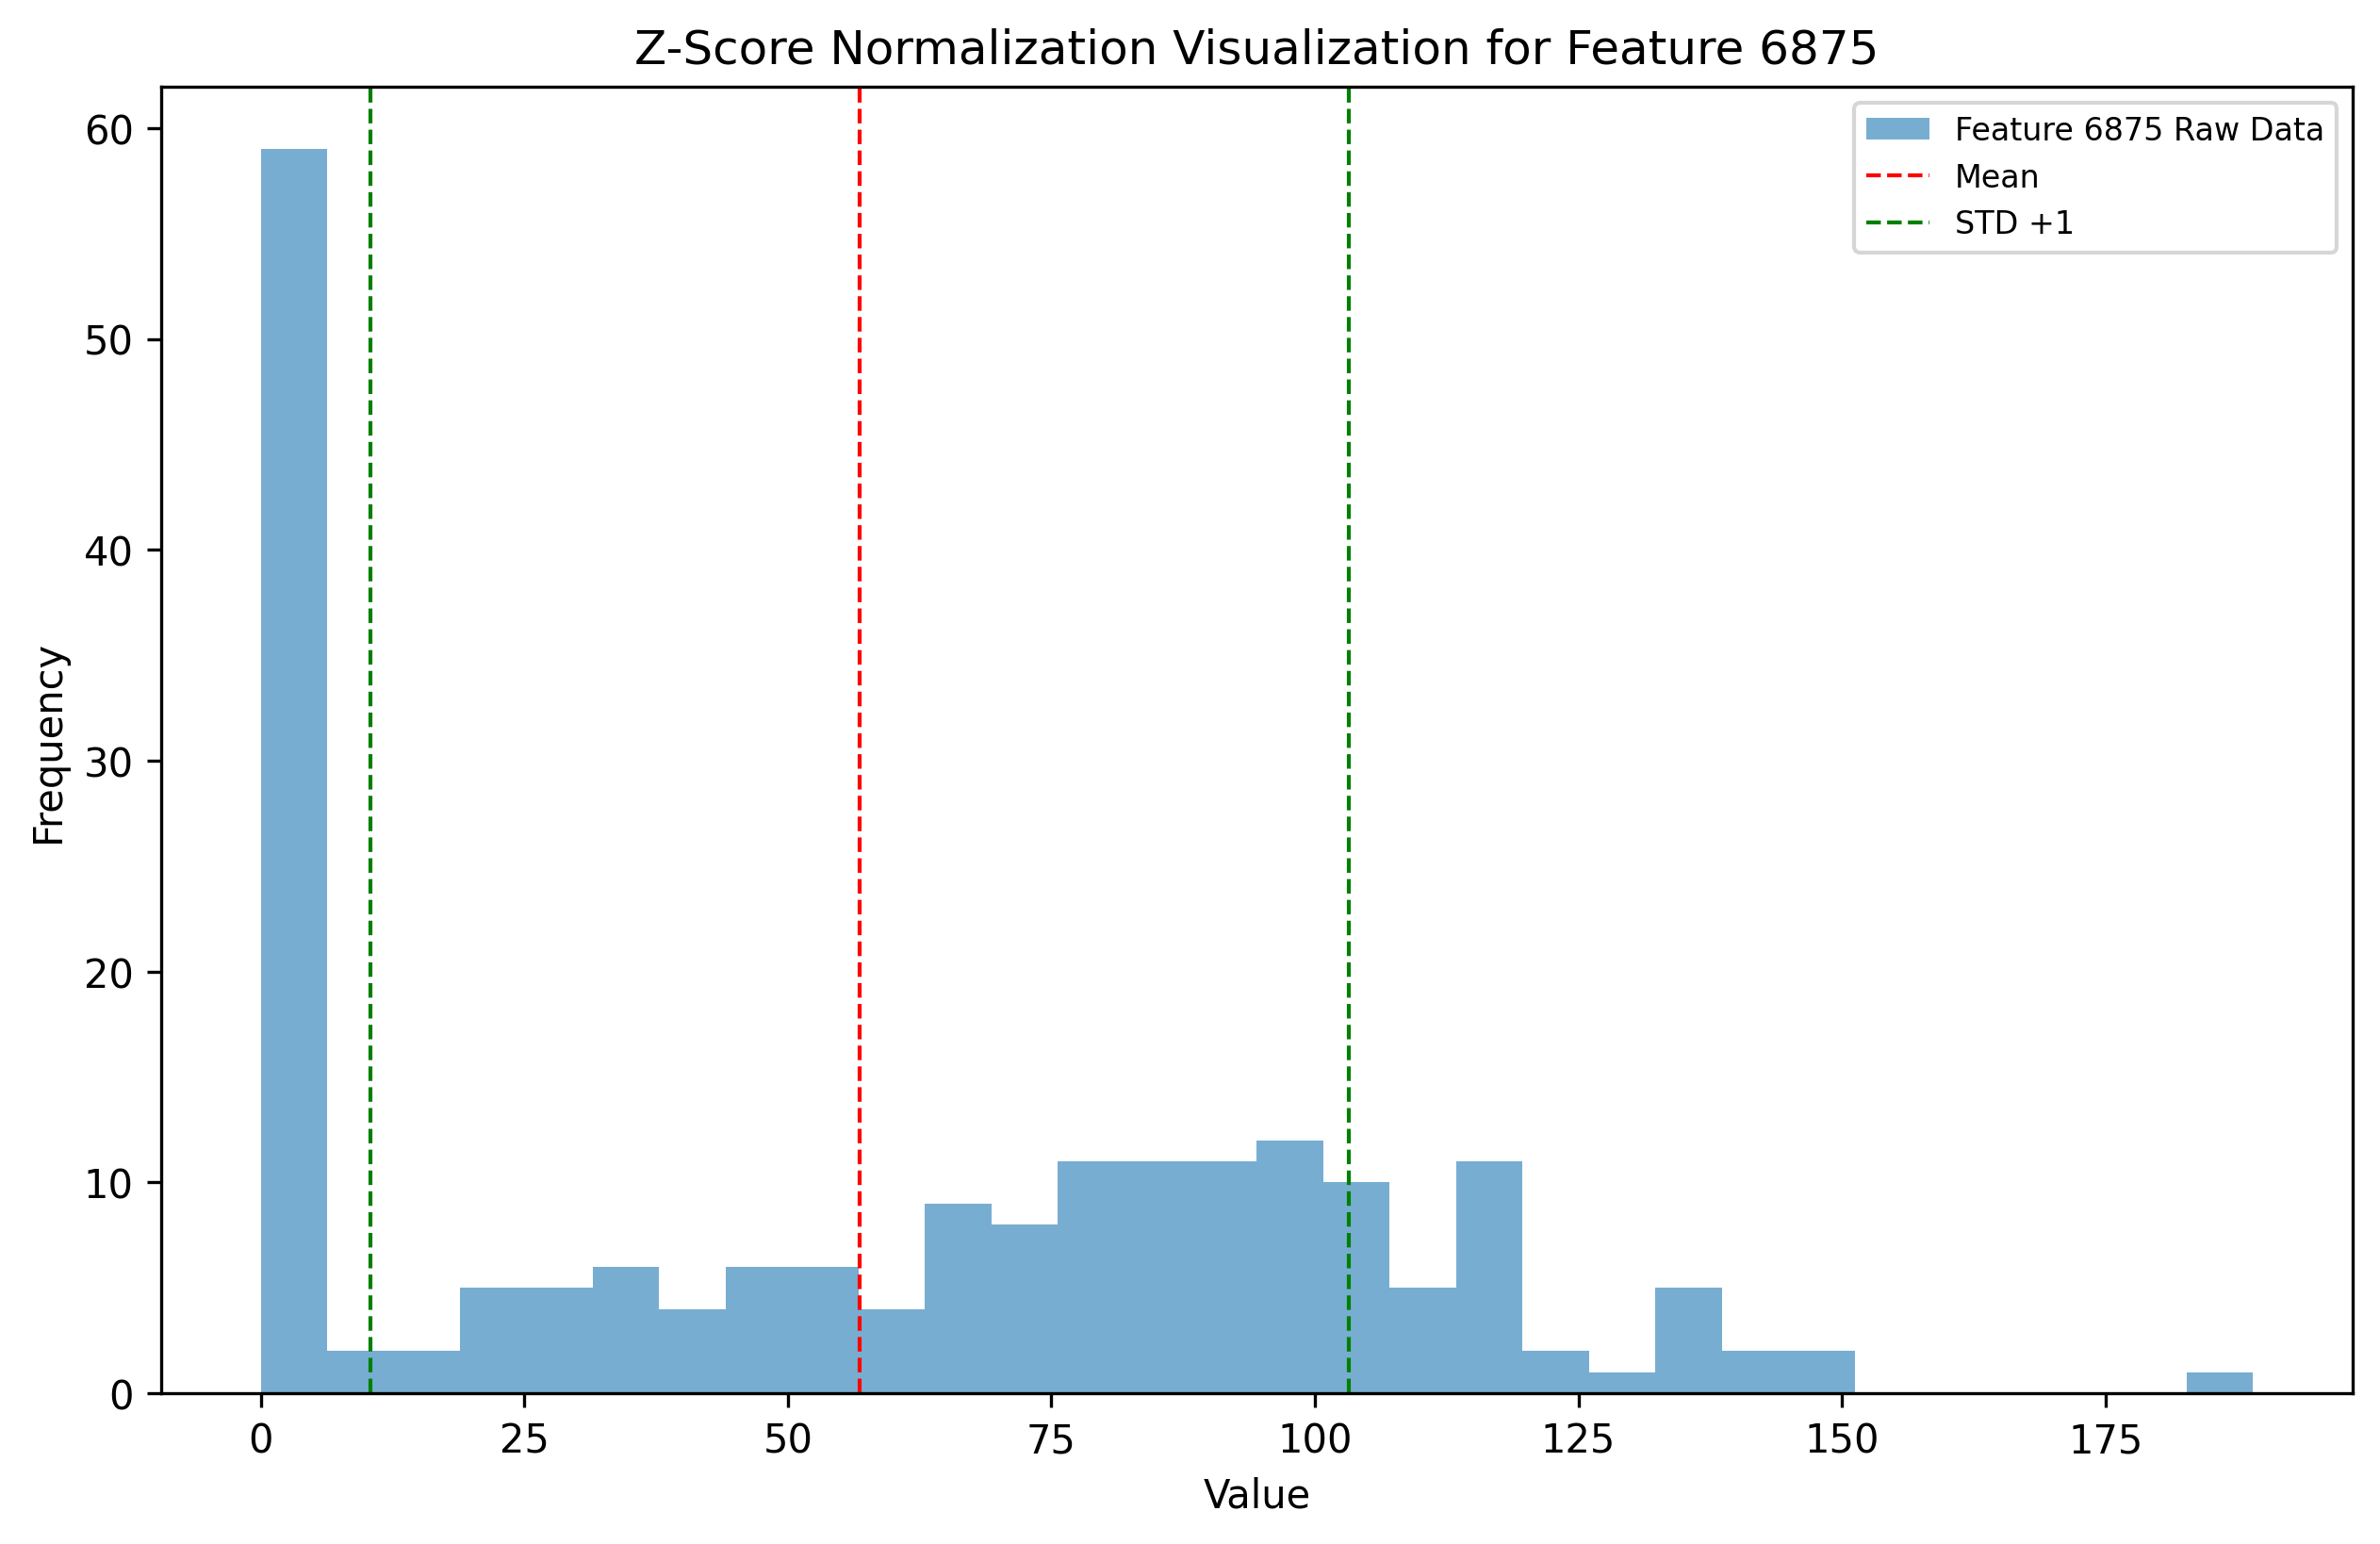 Z-Score Normalization Visualization for Feature 6875
Feature 6875 Raw Data
Mean
STD +1
60
50
40
30
20
10
0
Frequency
0 25 50 75 100 125 150 175
Value